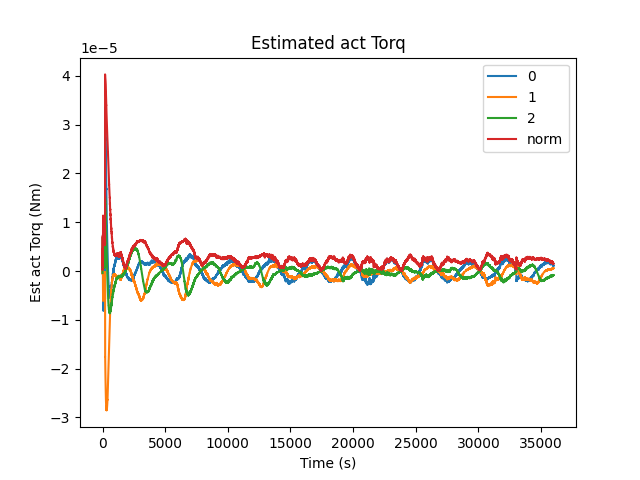 Estimated act Torq
1e−5
4
3
2
1
0
−1
−2
−3
0 5000 10000 15000 20000 25000 30000 35000
Time (s)
Est act Torq (Nm)
0
1
2
norm